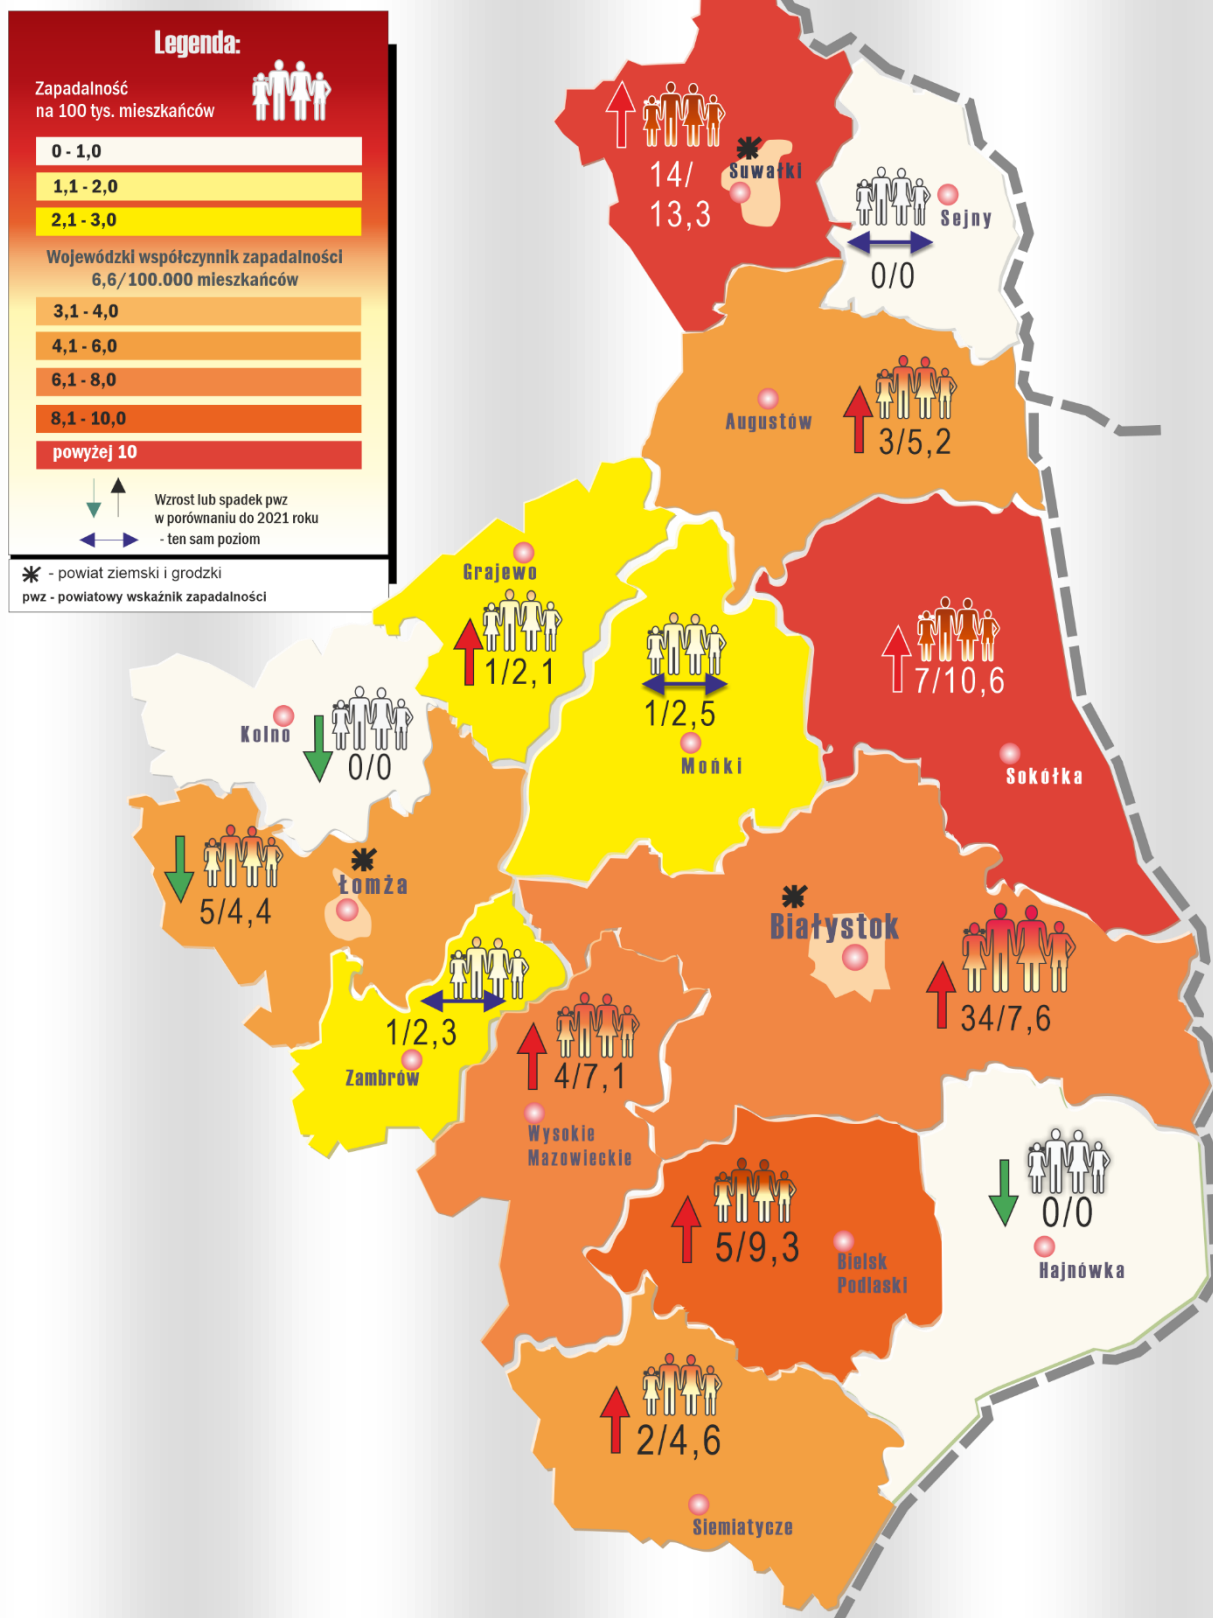 Legenda:
Zapadalność
na 100 tys. mieszkańców
0 - 1,0
1,1 - 2,0
2,1 - 3,0
Wojewódzki współczynnik zapadalności
6,6/100.000 mieszkańców
3,1 - 4,0
4,1 - 6,0
6,1 - 8,0
8,1 - 10,0
powyżej 10
Wzrost lub spadek pwz
w porównaniu do 2021 roku
- ten sam poziom
- powiat ziemski i grodzki
pwz - powiatowy wskaźnik zapadalności
Suwałki
14/
13,3
Sejny
0/0
Augustów
3/5,2
Grajewo
1/2,1
1/2,5
Mońki
7/10,6
Sokółka
Kolno
0/0
Łomża
5/4,4
Białystok
34/7,6
1/2,3
Zambrów
4/7,1
Wysokie
Mazowieckie
5/9,3
Bielsk
Podlaski
0/0
Hajnówka
2/4,6
Siemiatycze